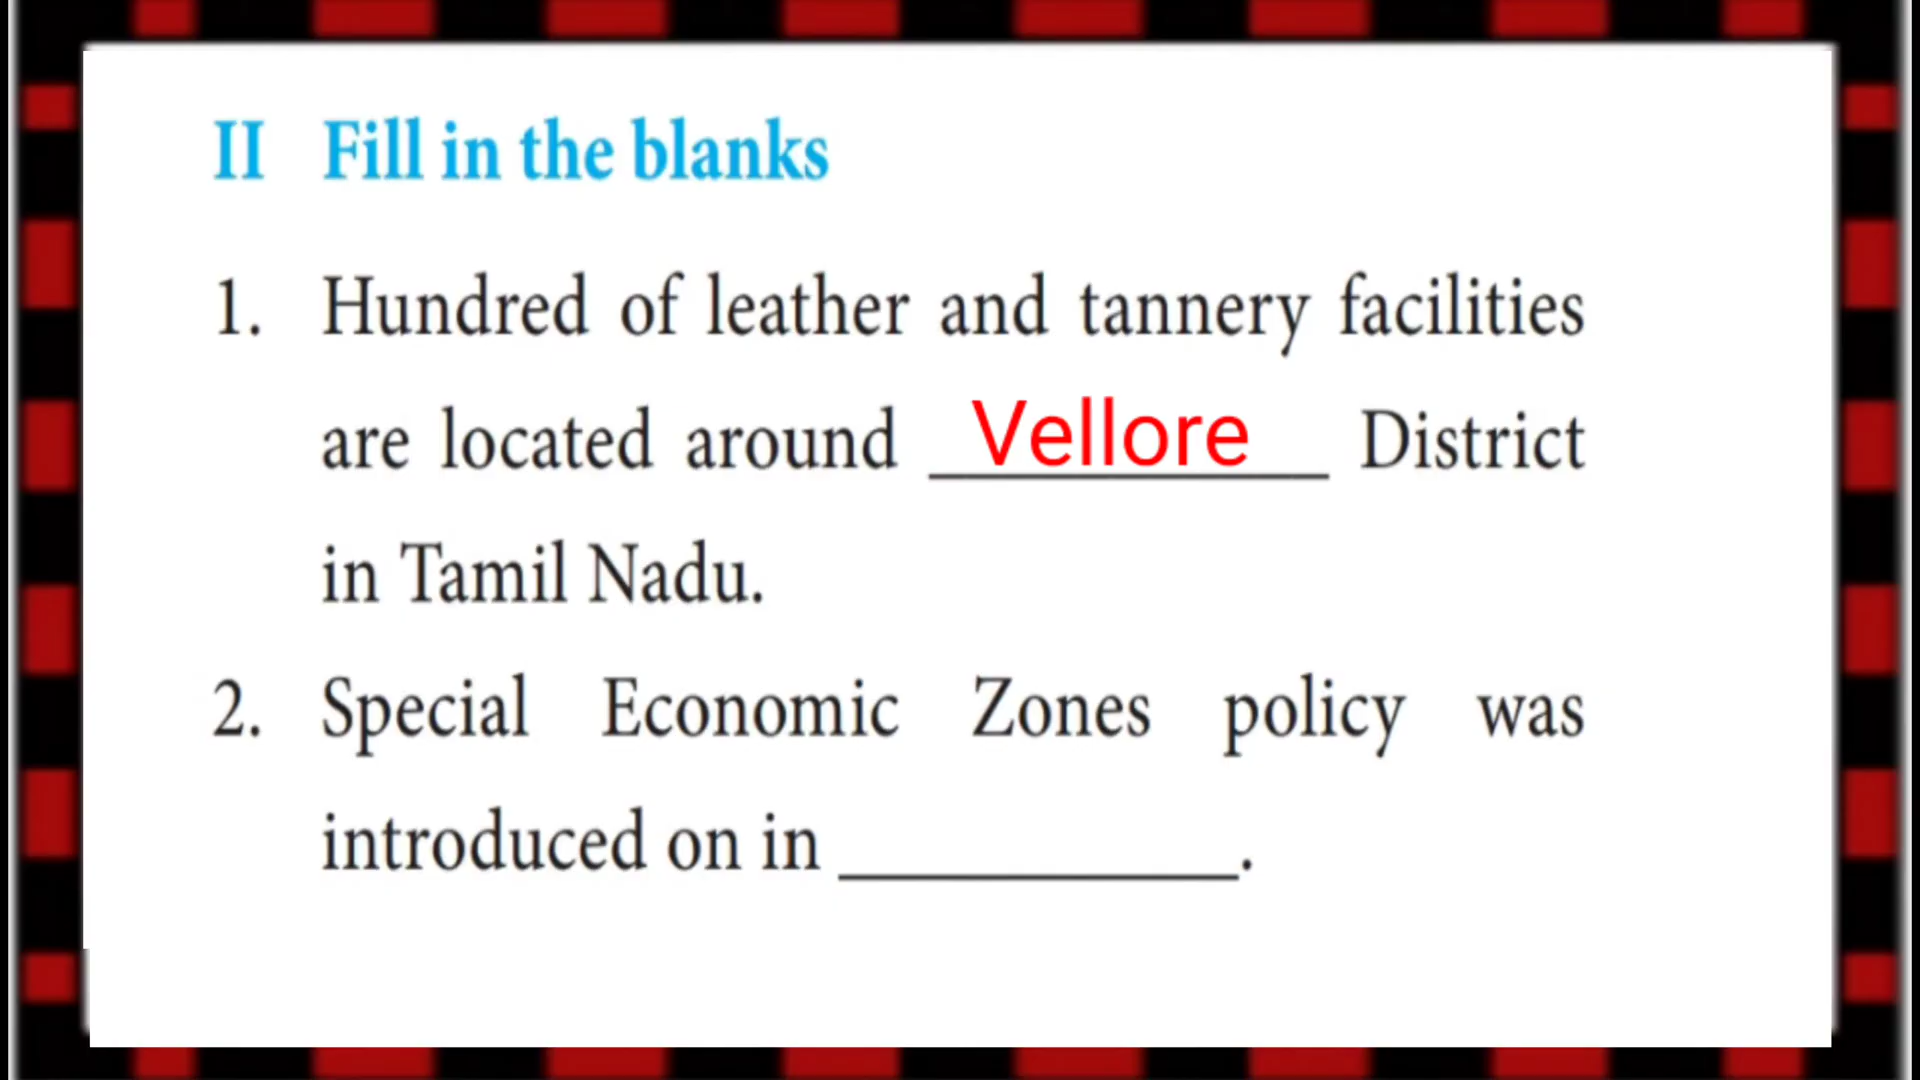 II Fill in the blanks
1. Hundred of leather and tannery facilities
are located around Vellore District
in Tamil Nadu.
2. Special Economic Zones policy was
introduced on in ____________.